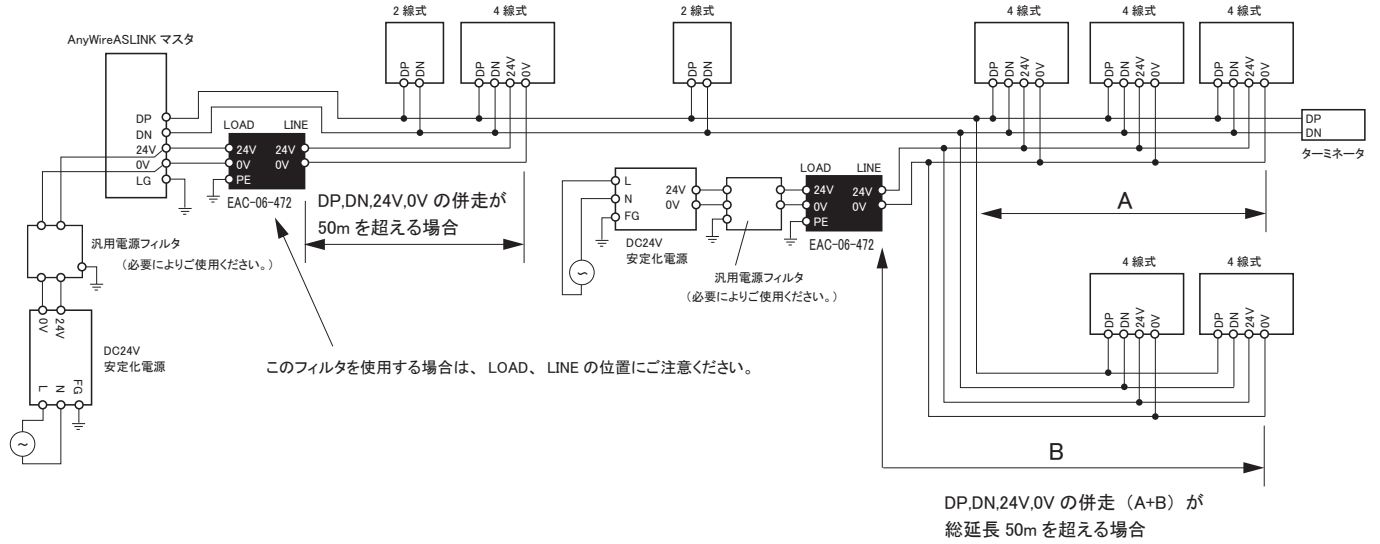 AnyWireASLINK マスタ
DP
DN
24V
0V
LG
LOAD LINE
24V 24V
0V 0V
PE
EAC-06-472
2 線式
DP
DN
4 線式
DP
DN
24V
0V
DP,DN,24V,0V の併走が
50m を超える場合
汎用電源フィルタ
（必要によりご使用ください。）
0V
24V
DC24V
安定化電源
L
N
FG
～
このフィルタを使用する場合は、 LOAD、 LINE の位置にご注意ください。
2 線式
DP
DN
L
N
FG
24V
0V
DC24V
安定化電源
～
汎用電源フィルタ
（必要によりご使用ください。）
LOAD LINE
24V 24V
0V 0V
PE
EAC-06-472
4 線式
DP
DN
24V
0V
4 線式
DP
DN
24V
0V
4 線式
DP
DN
24V
0V
DP
DN
ターミネータ
A
4 線式
DP
DN
24V
0V
4 線式
DP
DN
24V
0V
B
DP,DN,24V,0V の併走（A+B）が
総延長 50m を超える場合